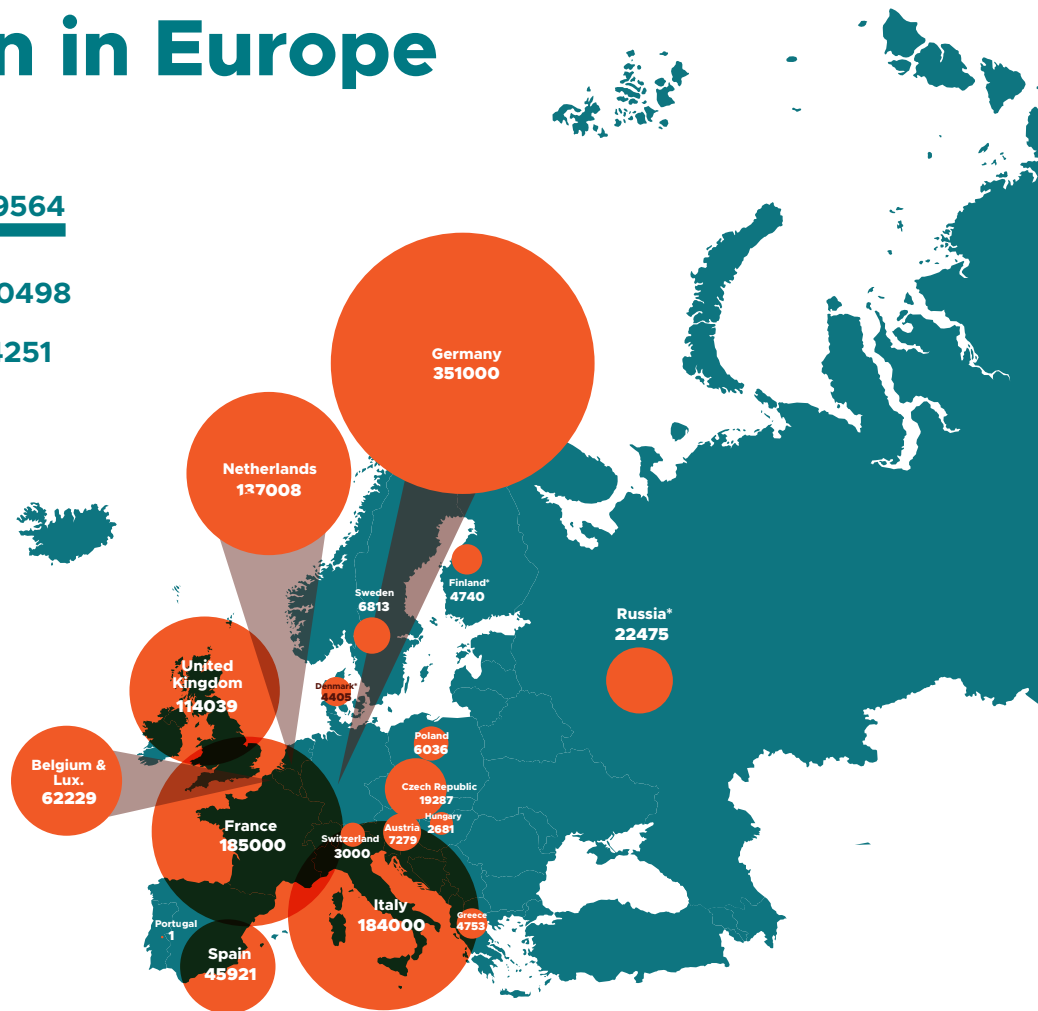 n in Europe
9564
0498
4251
Germany
351000
Netherlands
137008
Finland*
4740
Sweden
6813
Russia*
22475
United
Kingdom
114039
Denmark*
4405
Poland
6036
Belgium &
Lux.
62229
Czech Republic
19287
Hungary
2681
France
185000
Austria
7279
Switzerland
3000
Italy
184000
Greece
4753
Portugal
1
Spain
45921